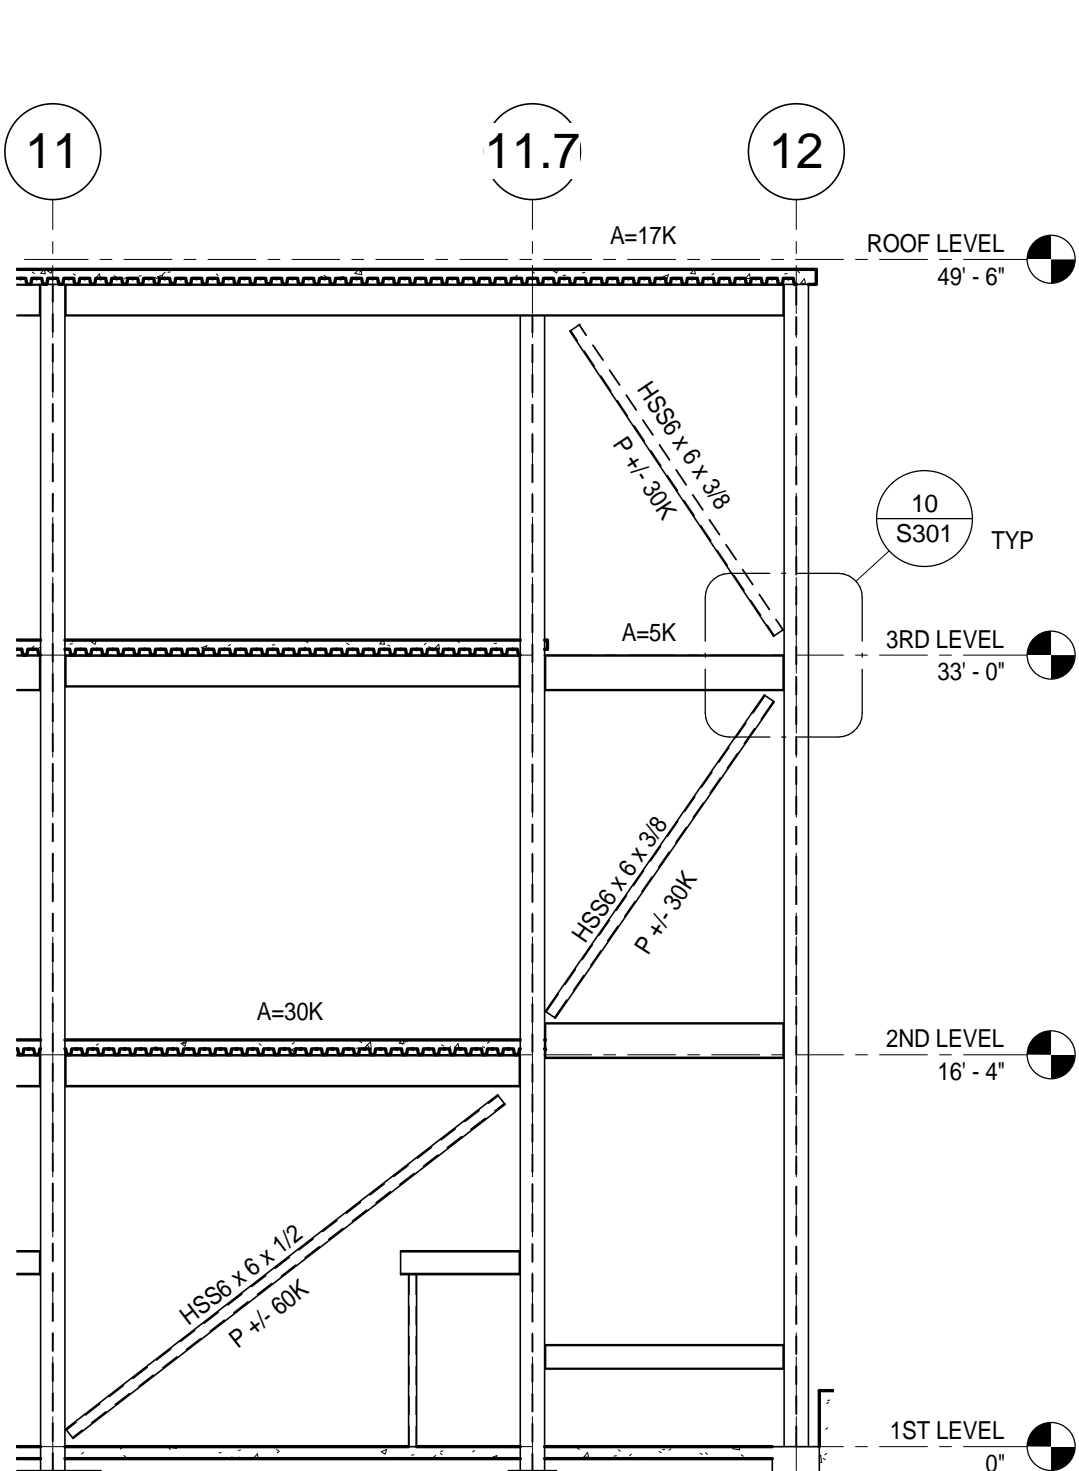 11
11.7
12
A=17K
ROOF LEVEL
49' - 6"
HSS6 x 6 x 3/8
P +/- 30K
10
S301
TYP
A=5K
3RD LEVEL
33' - 0"
HSS6 x 6 x 3/8
P +/- 30K
A=30K
2ND LEVEL
16' - 4"
HSS6 x 6 x 1/2
P +/- 60K
1ST LEVEL
0"